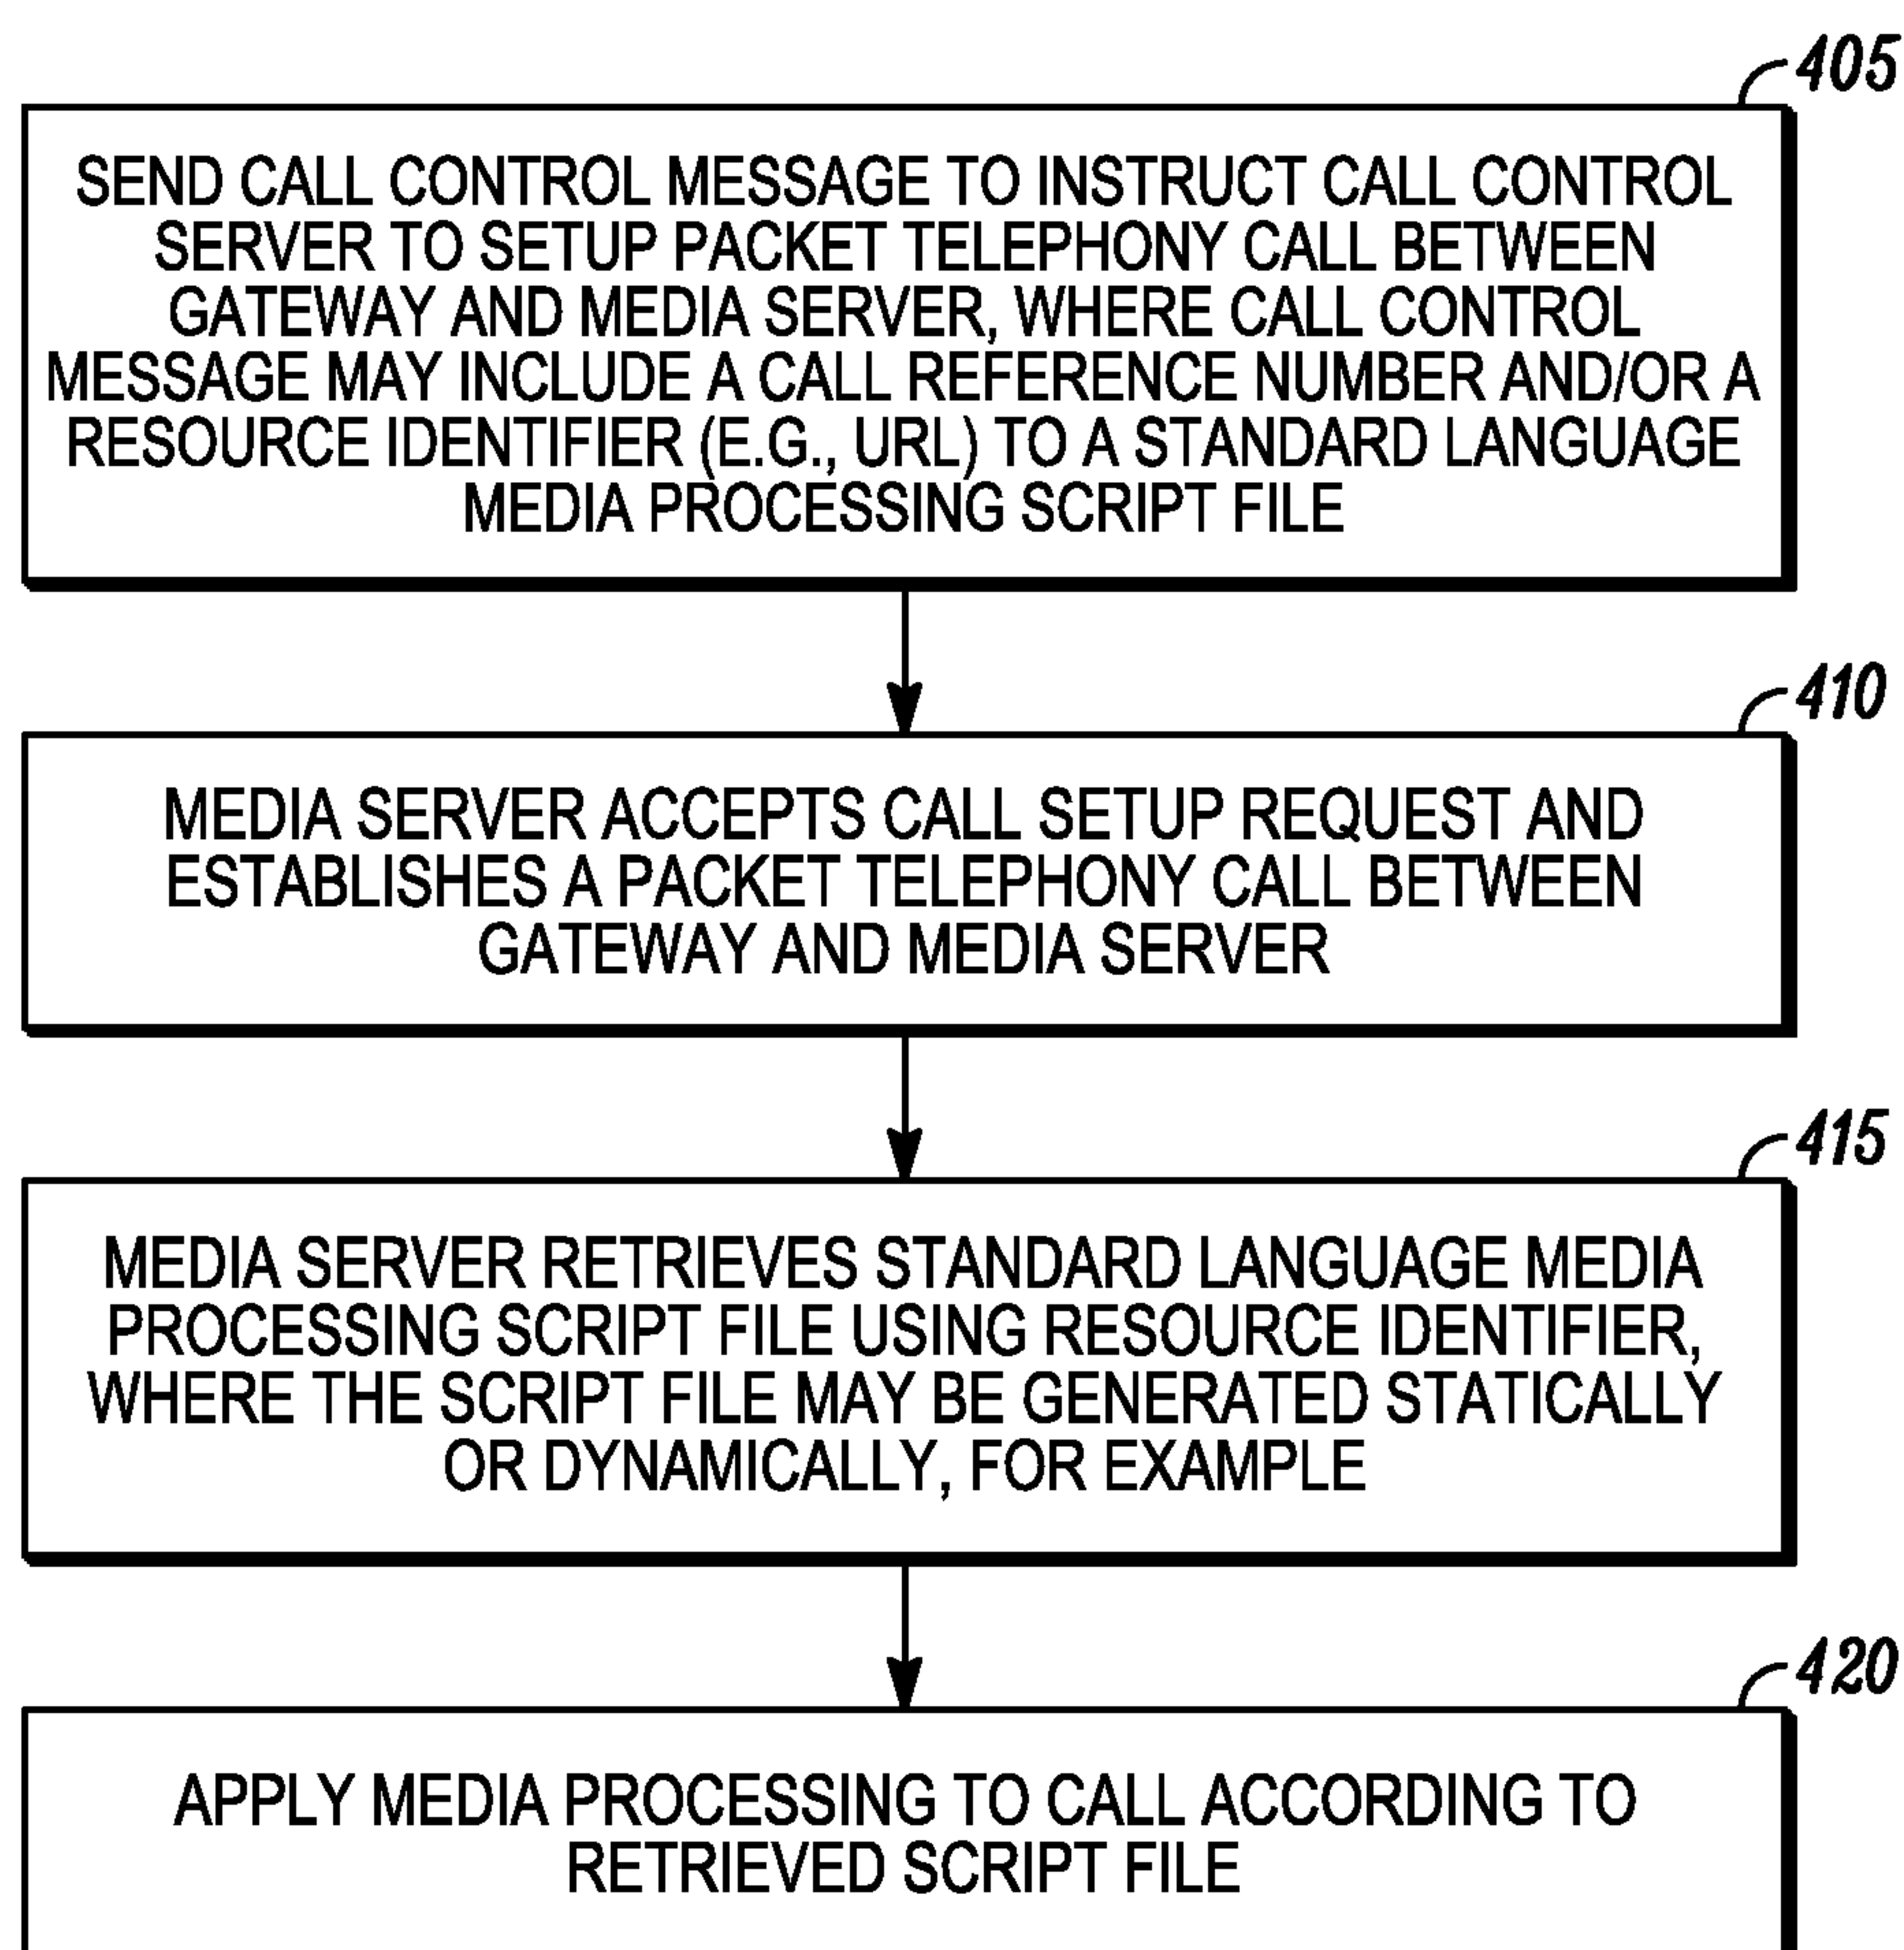 405
SEND CALL CONTROL MESSAGE TO INSTRUCT CALL CONTROL
SERVER TO SETUP PACKET TELEPHONY CALL BETWEEN
GATEWAY AND MEDIA SERVER, WHERE CALL CONTROL
MESSAGE MAY INCLUDE A CALL REFERENCE NUMBER AND/OR A
RESOURCE IDENTIFIER (E.G., URL) TO A STANDARD LANGUAGE
MEDIA PROCESSING SCRIPT FILE
410
MEDIA SERVER ACCEPTS CALL SETUP REQUEST AND
ESTABLISHES A PACKET TELEPHONY CALL BETWEEN
GATEWAY AND MEDIA SERVER
415
MEDIA SERVER RETRIEVES STANDARD LANGUAGE MEDIA
PROCESSING SCRIPT FILE USING RESOURCE IDENTIFIER,
WHERE THE SCRIPT FILE MAY BE GENERATED STATICALLY
OR DYNAMICALLY, FOR EXAMPLE
420
APPLY MEDIA PROCESSING TO CALL ACCORDING TO
RETRIEVED SCRIPT FILE